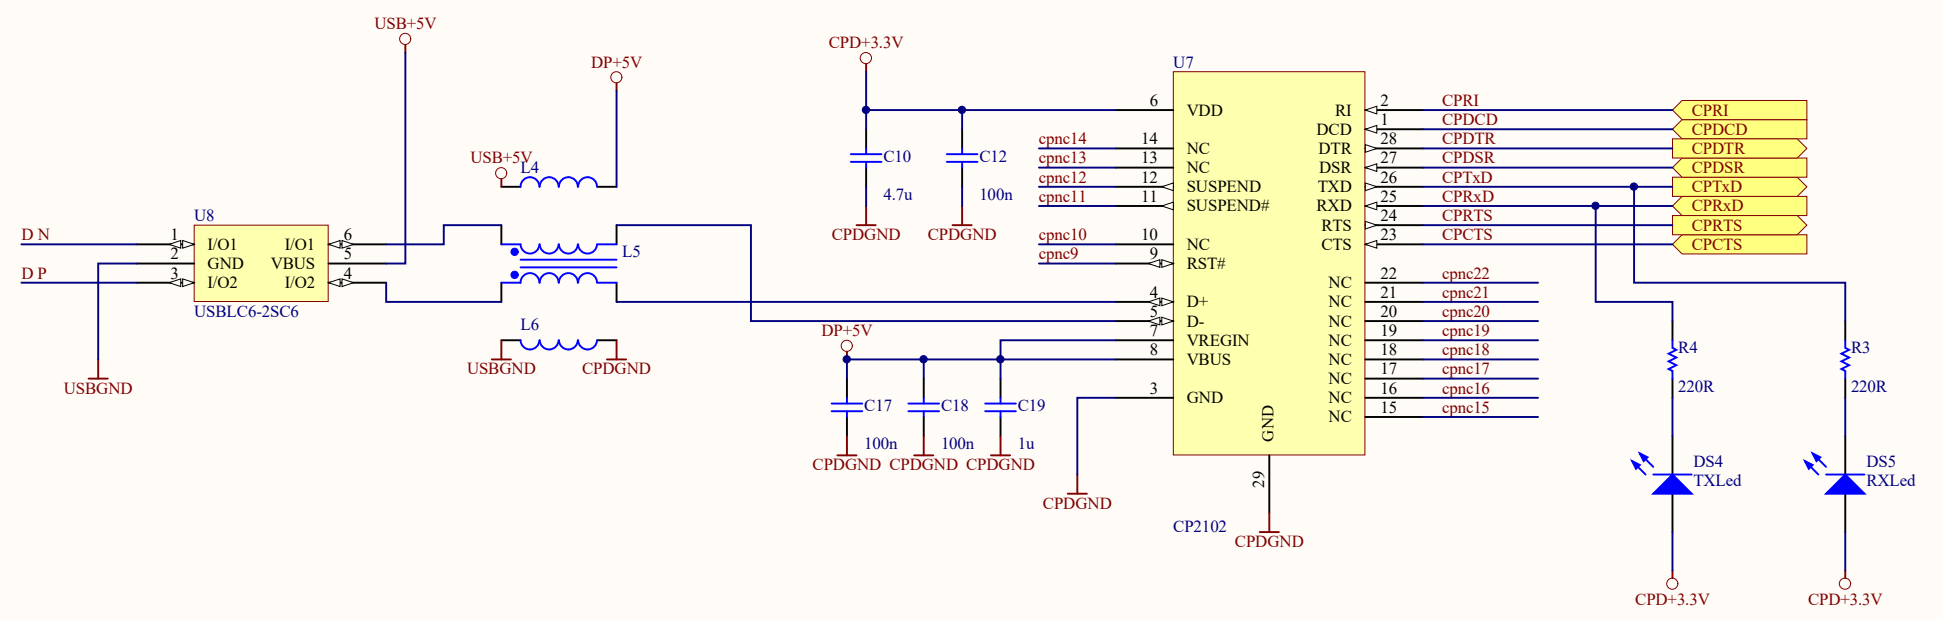 USB+5V
DP+5V
USB+5V
L4
U8
D N
1
I/O1
I/O1
6
2
GND
VBUS
5
D P
3
I/O2
I/O2
4
USBLC6-2SC6
USBGND
L5
L6
USBGND
CPDGND
CPD+3.3V
C10
4.7u
CPDGND
C12
100n
CPDGND
DP+5V
C17
100n
CPDGND
C18
100n
CPDGND
C19
1u
CPDGND
CPDGND
U7
6
VDD
cpnc14
14
NC
cpnc13
13
NC
cpnc12
12
SUSPEND
cpnc11
11
SUSPEND#
cpnc10
10
NC
cpnc9
9
RST#
4
D+
5
D-
7
VREGIN
8
VBUS
3
GND
GND
29
CP2102
CPDGND
RI
2
CPRI
CPRI
DCD
1
CPDCD
CPDCD
DTR
28
CPDTR
CPDTR
DSR
27
CPDSR
CPDSR
TXD
26
CPTxD
CPTxD
RXD
25
CPRxD
CPRxD
RTS
24
CPRTS
CPRTS
CTS
23
CPCTS
CPCTS
NC
22
cpnc22
NC
21
cpnc21
NC
20
cpnc20
NC
19
cpnc19
NC
18
cpnc18
NC
17
cpnc17
NC
16
cpnc16
NC
15
cpnc15
R4
220R
DS4
TXLed
CPD+3.3V
R3
220R
DS5
RXLed
CPD+3.3V